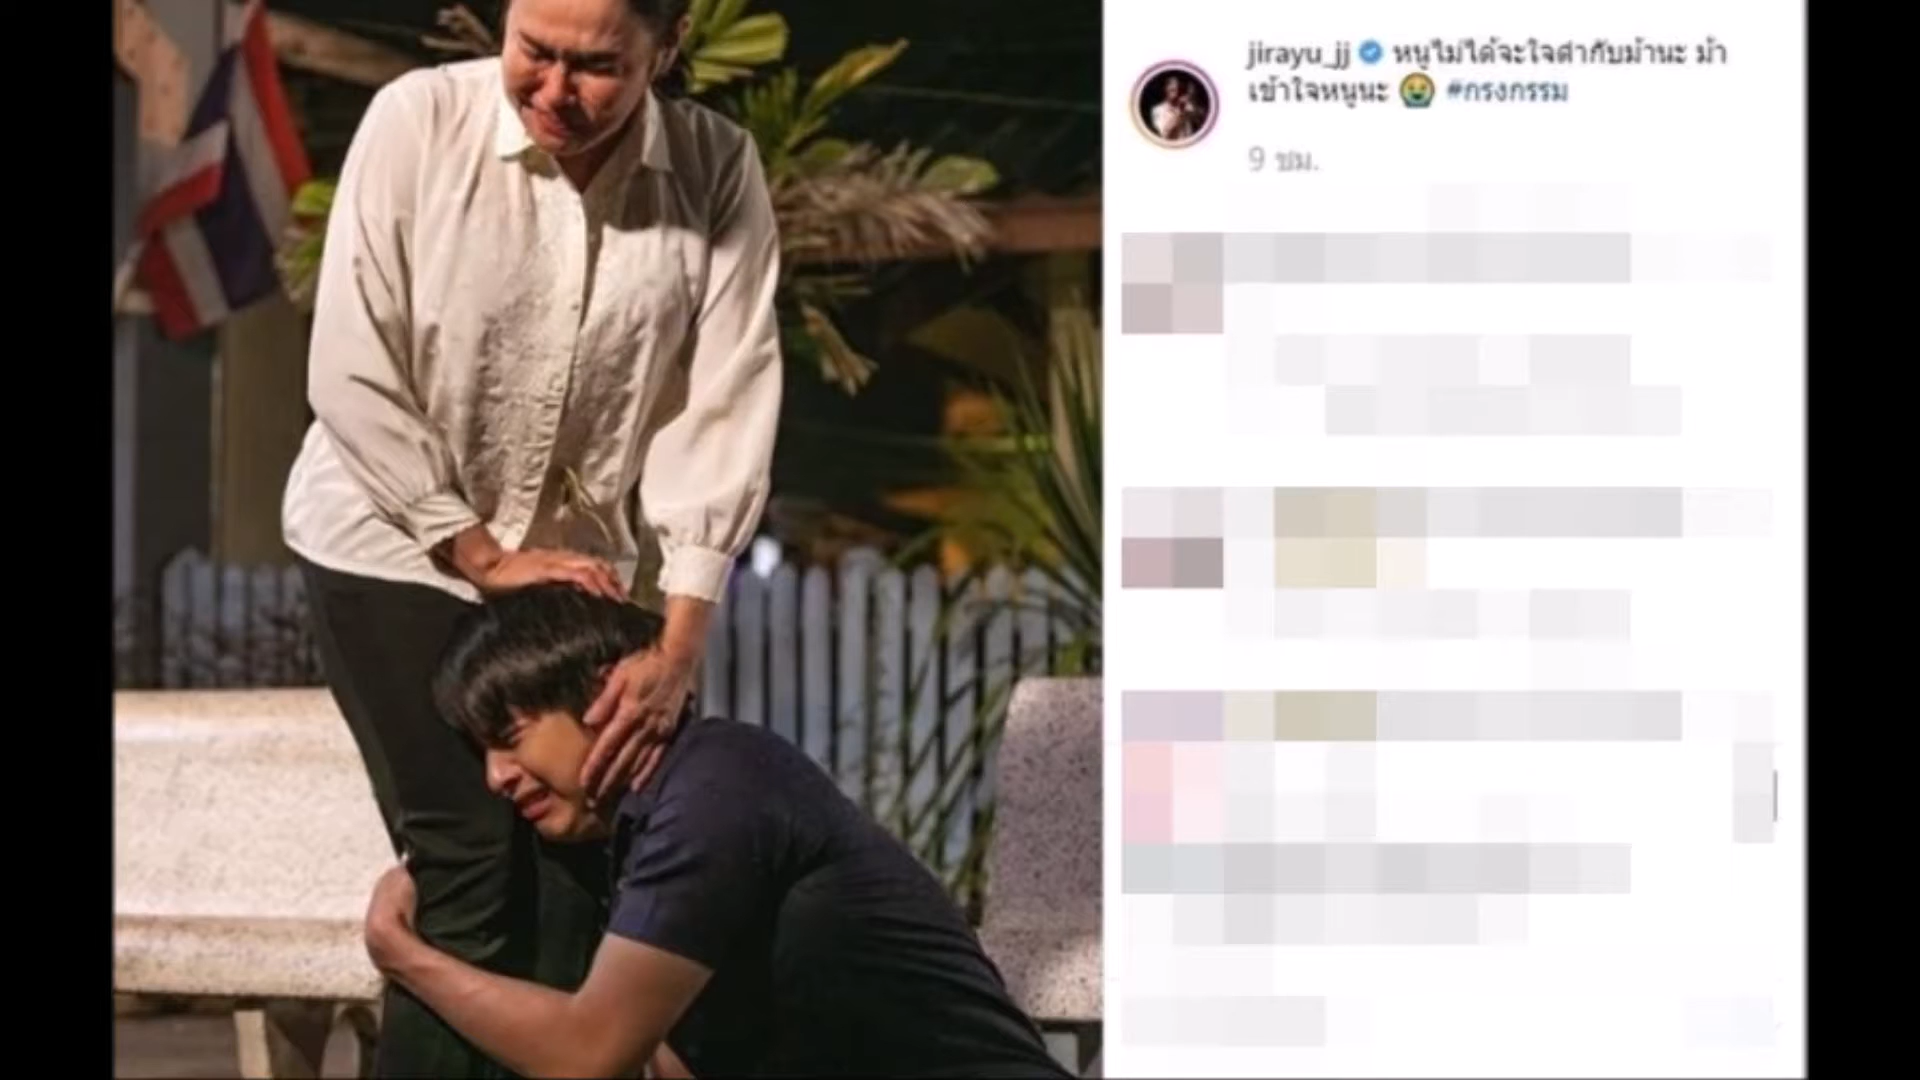 jirayu_jj หนูไม่ได้จะใจดำกับม้านะ ม้า
เข้าใจหนูนะ 😭 #กรงกรรม
9 ชม.